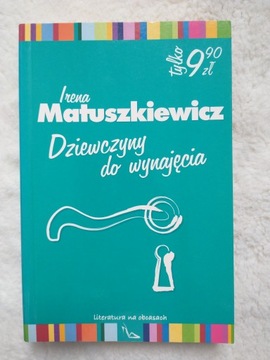 tylko 9,90 zł
Irena
Matuszkiewicz
Dziewczyny
do wynajęcia
literatura na obcasach